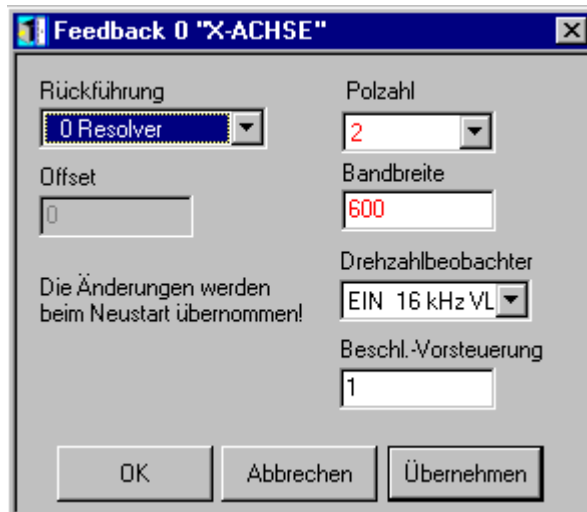 Feedback 0 "X-ACHSE"
Rückführung
0 Resolver
Offset
0
Die Änderungen werden
beim Neustart übernommen!
Polzahl
2
Bandbreite
600
Drehzahlbeobachter
EIN 16 kHz VL
Beschl.-Vorsteuerung
1
OK
Abbrechen
Übernehmen